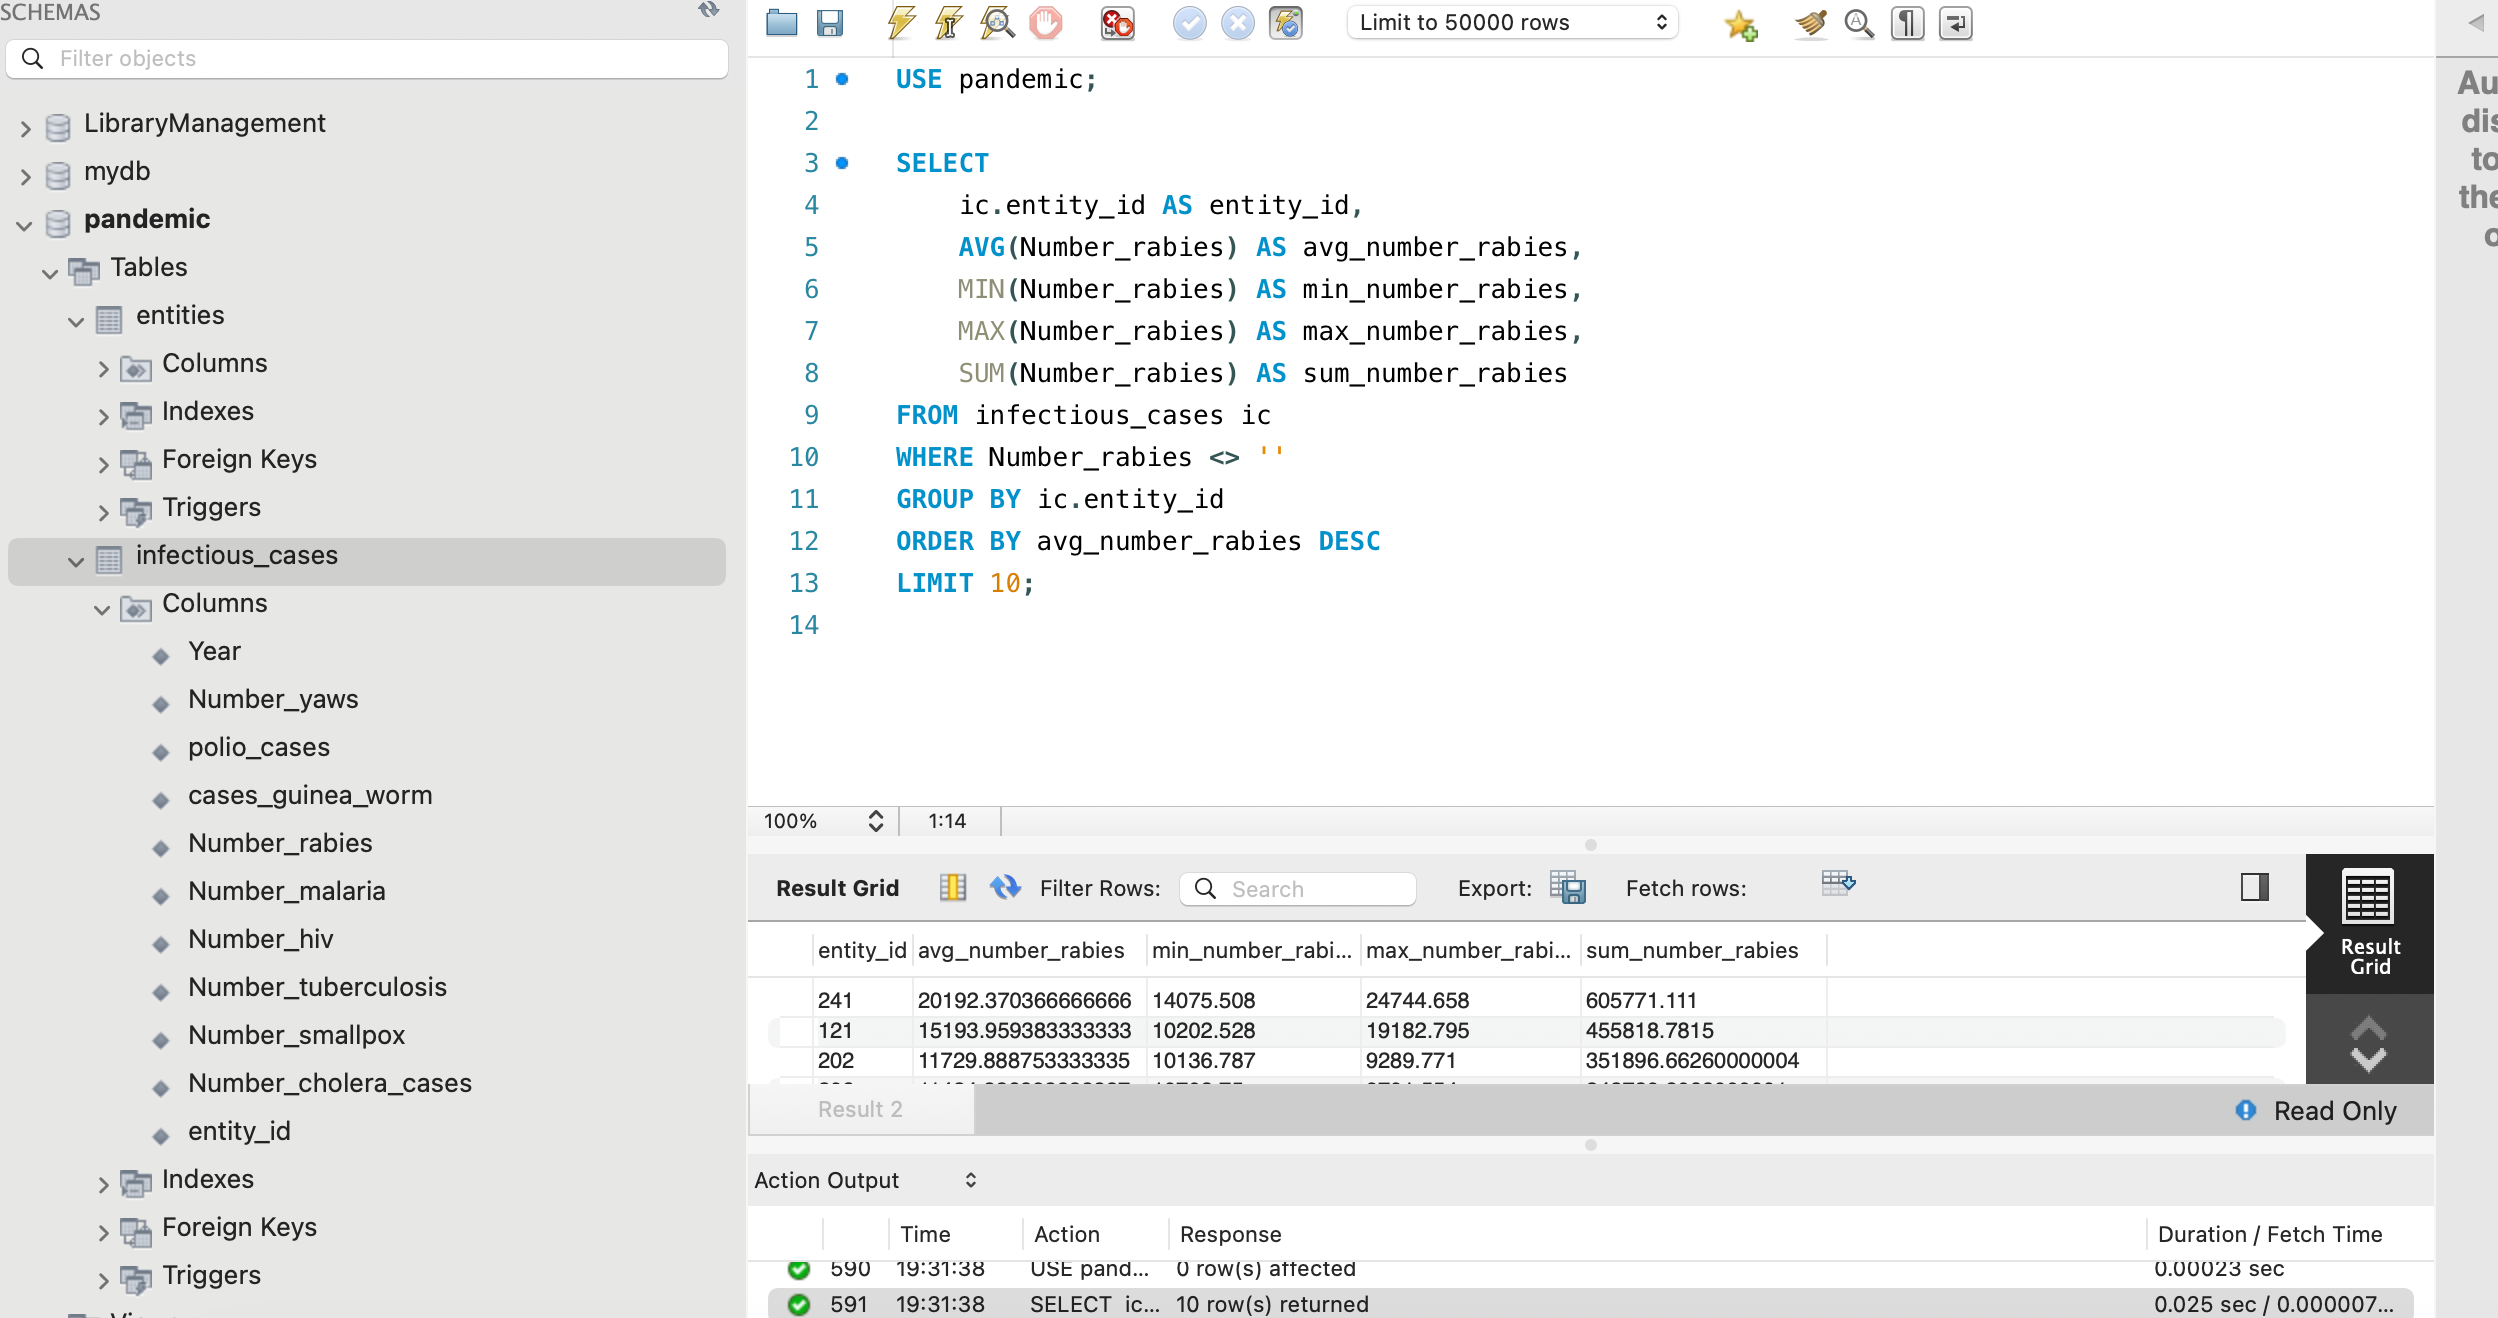 SCHEMAS
Filter objects
LibraryManagement
mydb
pandemic
Tables
entities
Columns
Indexes
Foreign Keys
Triggers
infectious_cases
Columns
Year
Number_yaws
polio_cases
cases_guinea_worm
Number_rabies
Number_malaria
Number_hiv
Number_tuberculosis
Number_smallpox
Number_cholera_cases
entity_id
Indexes
Foreign Keys
Triggers
Limit to 50000 rows
1 USE pandemic;
2
3 SELECT
4 ic.entity_id AS entity_id,
5 AVG(Number_rabies) AS avg_number_rabies,
6 MIN(Number_rabies) AS min_number_rabies,
7 MAX(Number_rabies) AS max_number_rabies,
8 SUM(Number_rabies) AS sum_number_rabies
9 FROM infectious_cases ic
10 WHERE Number_rabies <> ''
11 GROUP BY ic.entity_id
12 ORDER BY avg_number_rabies DESC
13 LIMIT 10;
14
100% 1:14
Result Grid Filter Rows: Search Export: Fetch rows:
entity_id avg_number_rabies min_number_rabi... max_number_rabi... sum_number_rabies
241 20192.370366666666 14075.508 24744.658 605771.111
121 15193.959383333333 10202.528 19182.795 455818.7815
202 11729.888753333335 10136.787 9289.771 351896.66260000004
Result
Grid
Result 2 Read Only
Action Output
Time Action Response Duration / Fetch Time
590 19:31:38 USE pand... 0 row(s) affected 0.00023 sec
591 19:31:38 SELECT ic... 10 row(s) returned 0.025 sec / 0.000007...
Au
dis
to
the
o